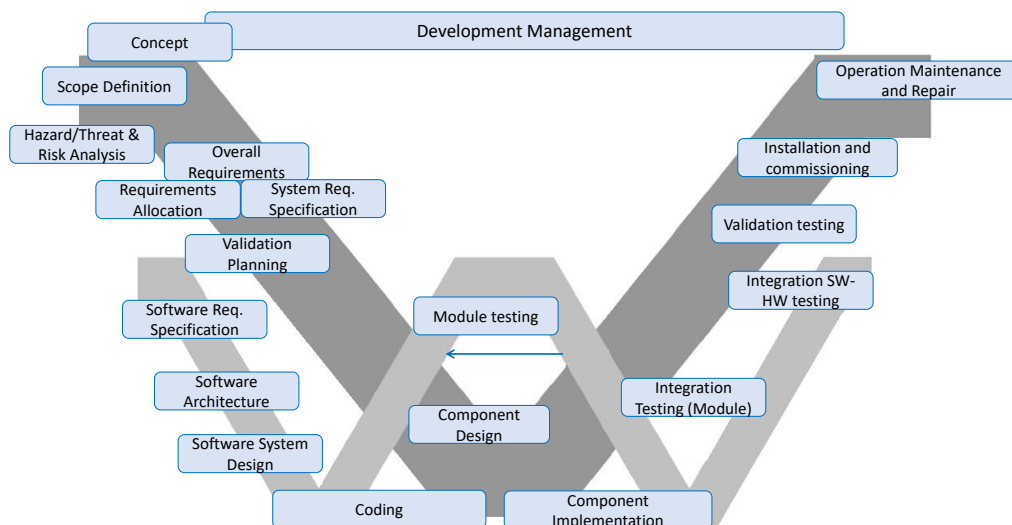 Development Management
Concept
Scope Definition
Operation Maintenance
and Repair
Hazard/Threat &
Risk Analysis
Overall
Requirements
Installation and
commissioning
Requirements
Allocation
System Req.
Specification
Validation testing
Validation
Planning
Integration SW-
HW testing
Software Req.
Specification
Module testing
Software
Architecture
Integration
Testing (Module)
Component
Design
Software System
Design
Coding
Component
Implementation